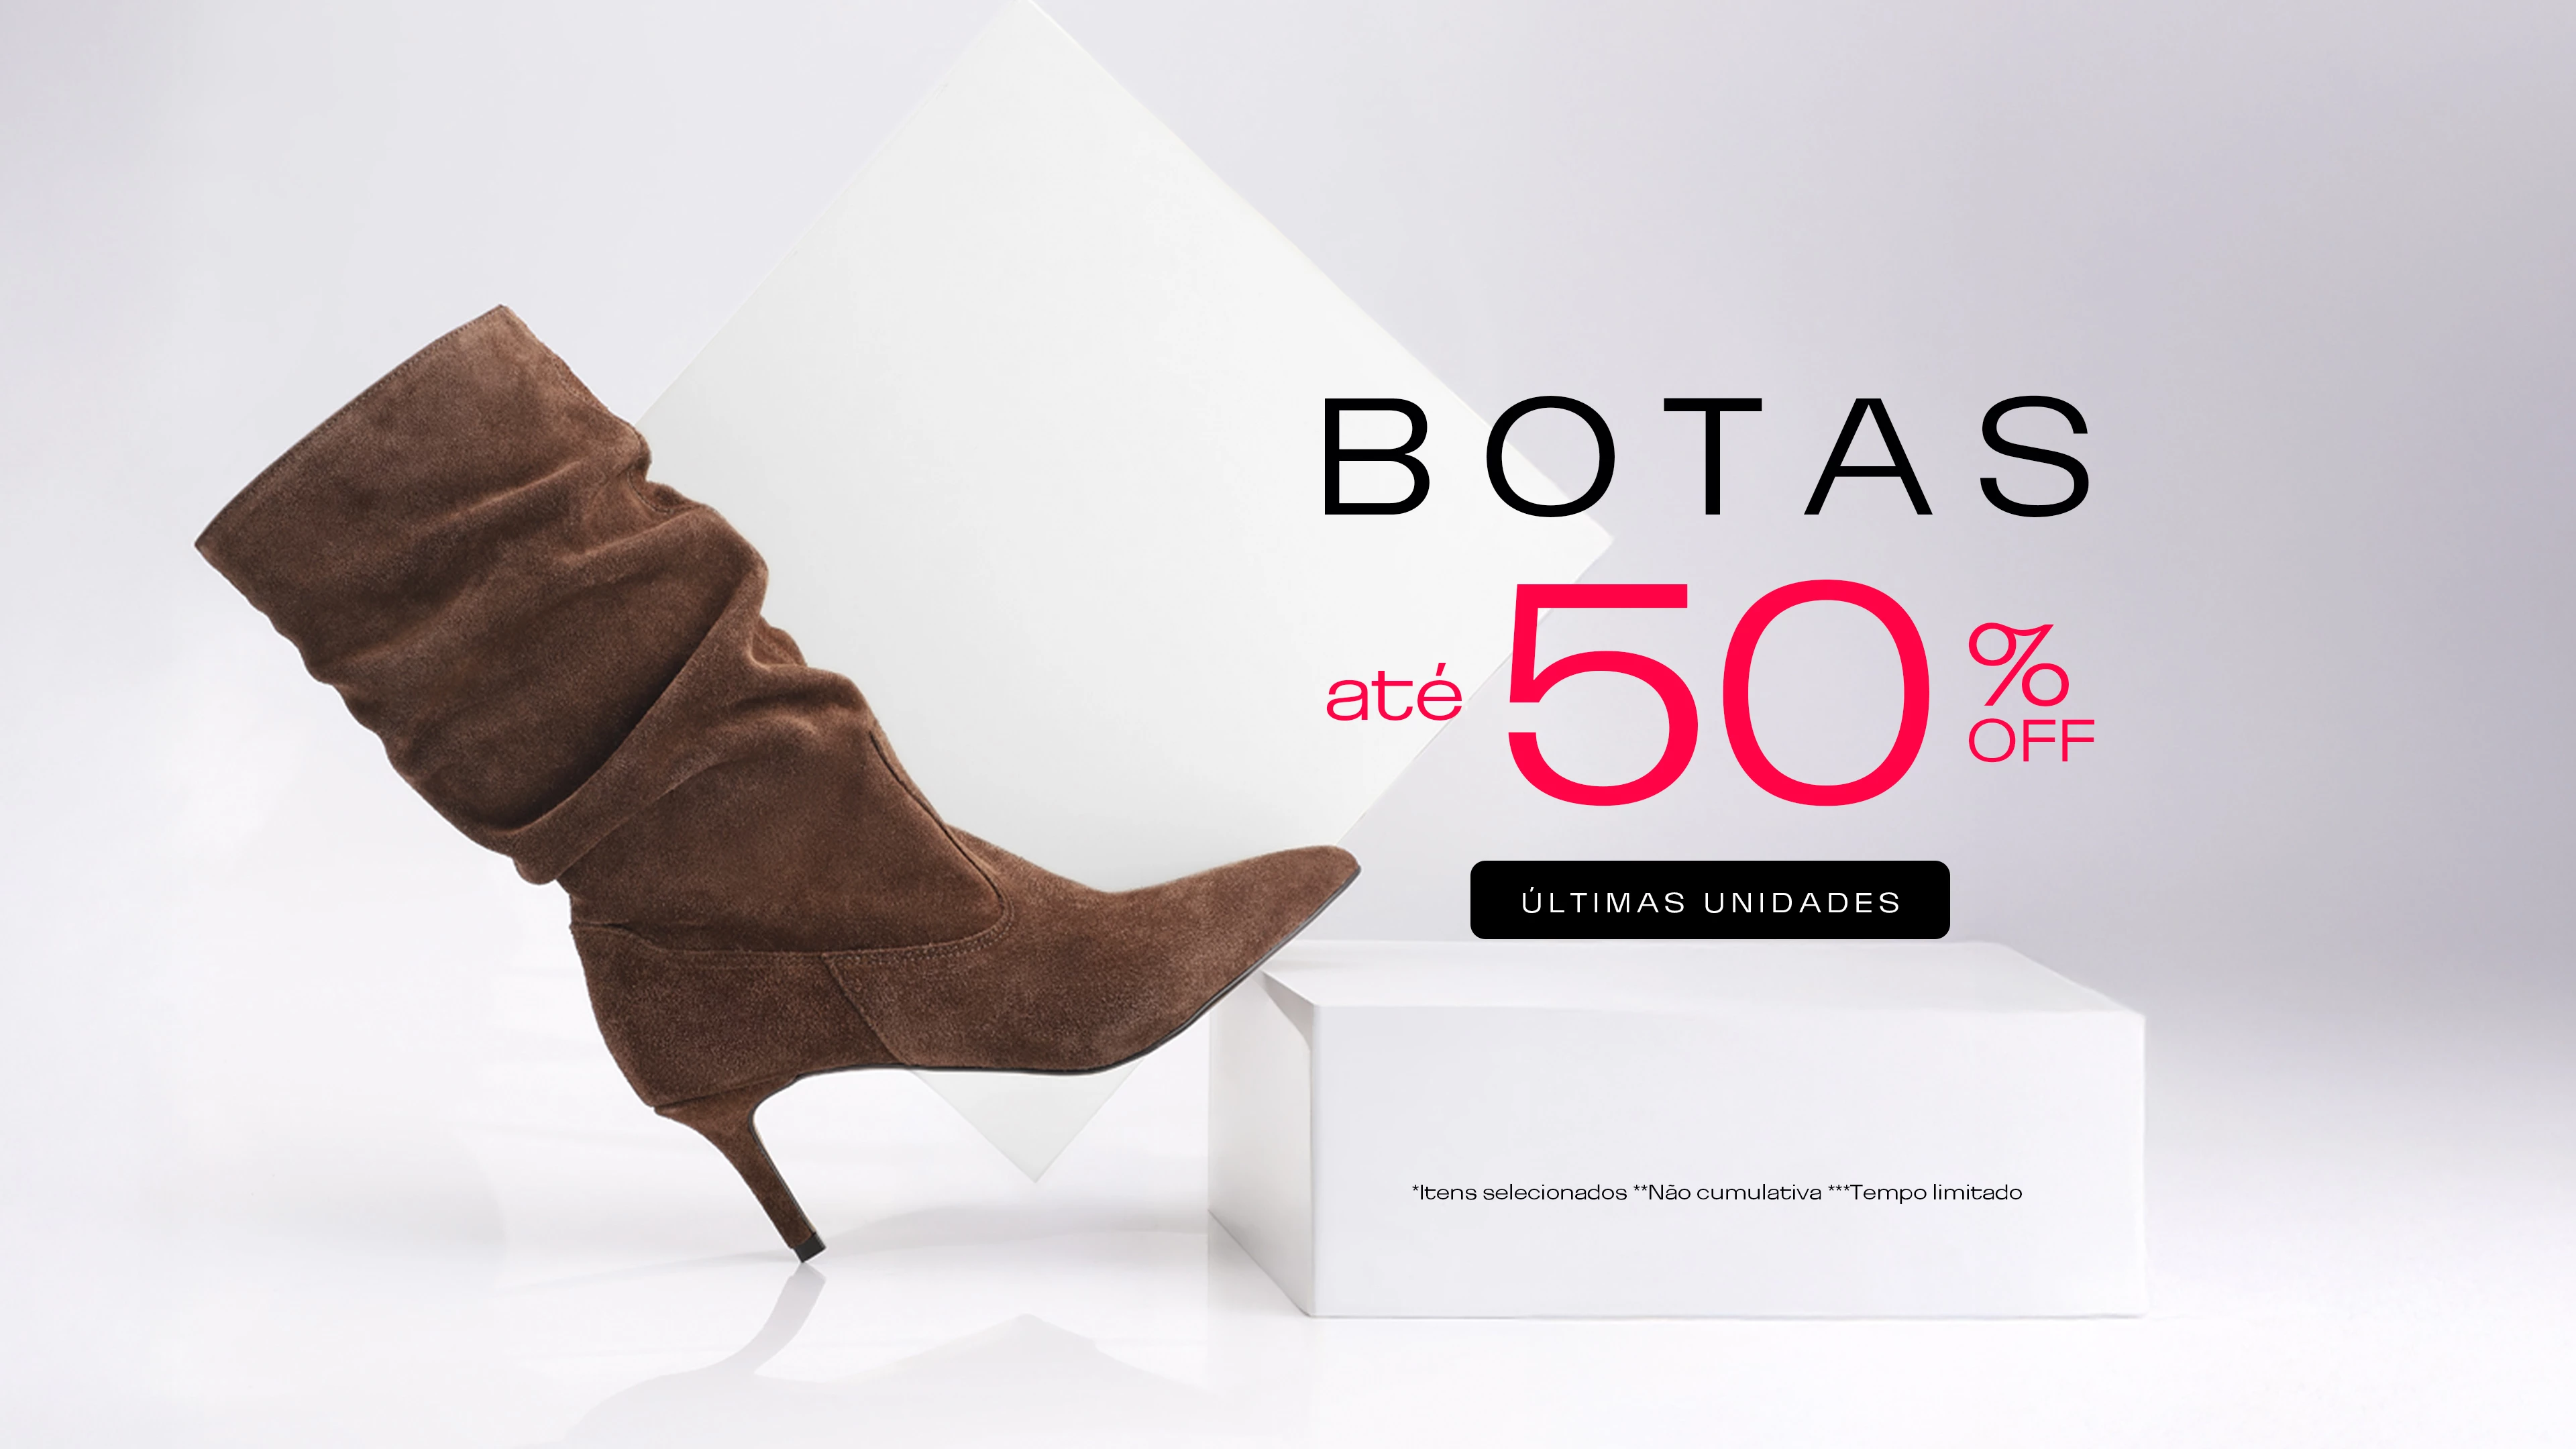 BOTAS
até 50% OFF
ÚLTIMAS UNIDADES
*Itens selecionados **Não cumulativa ***Tempo limitado